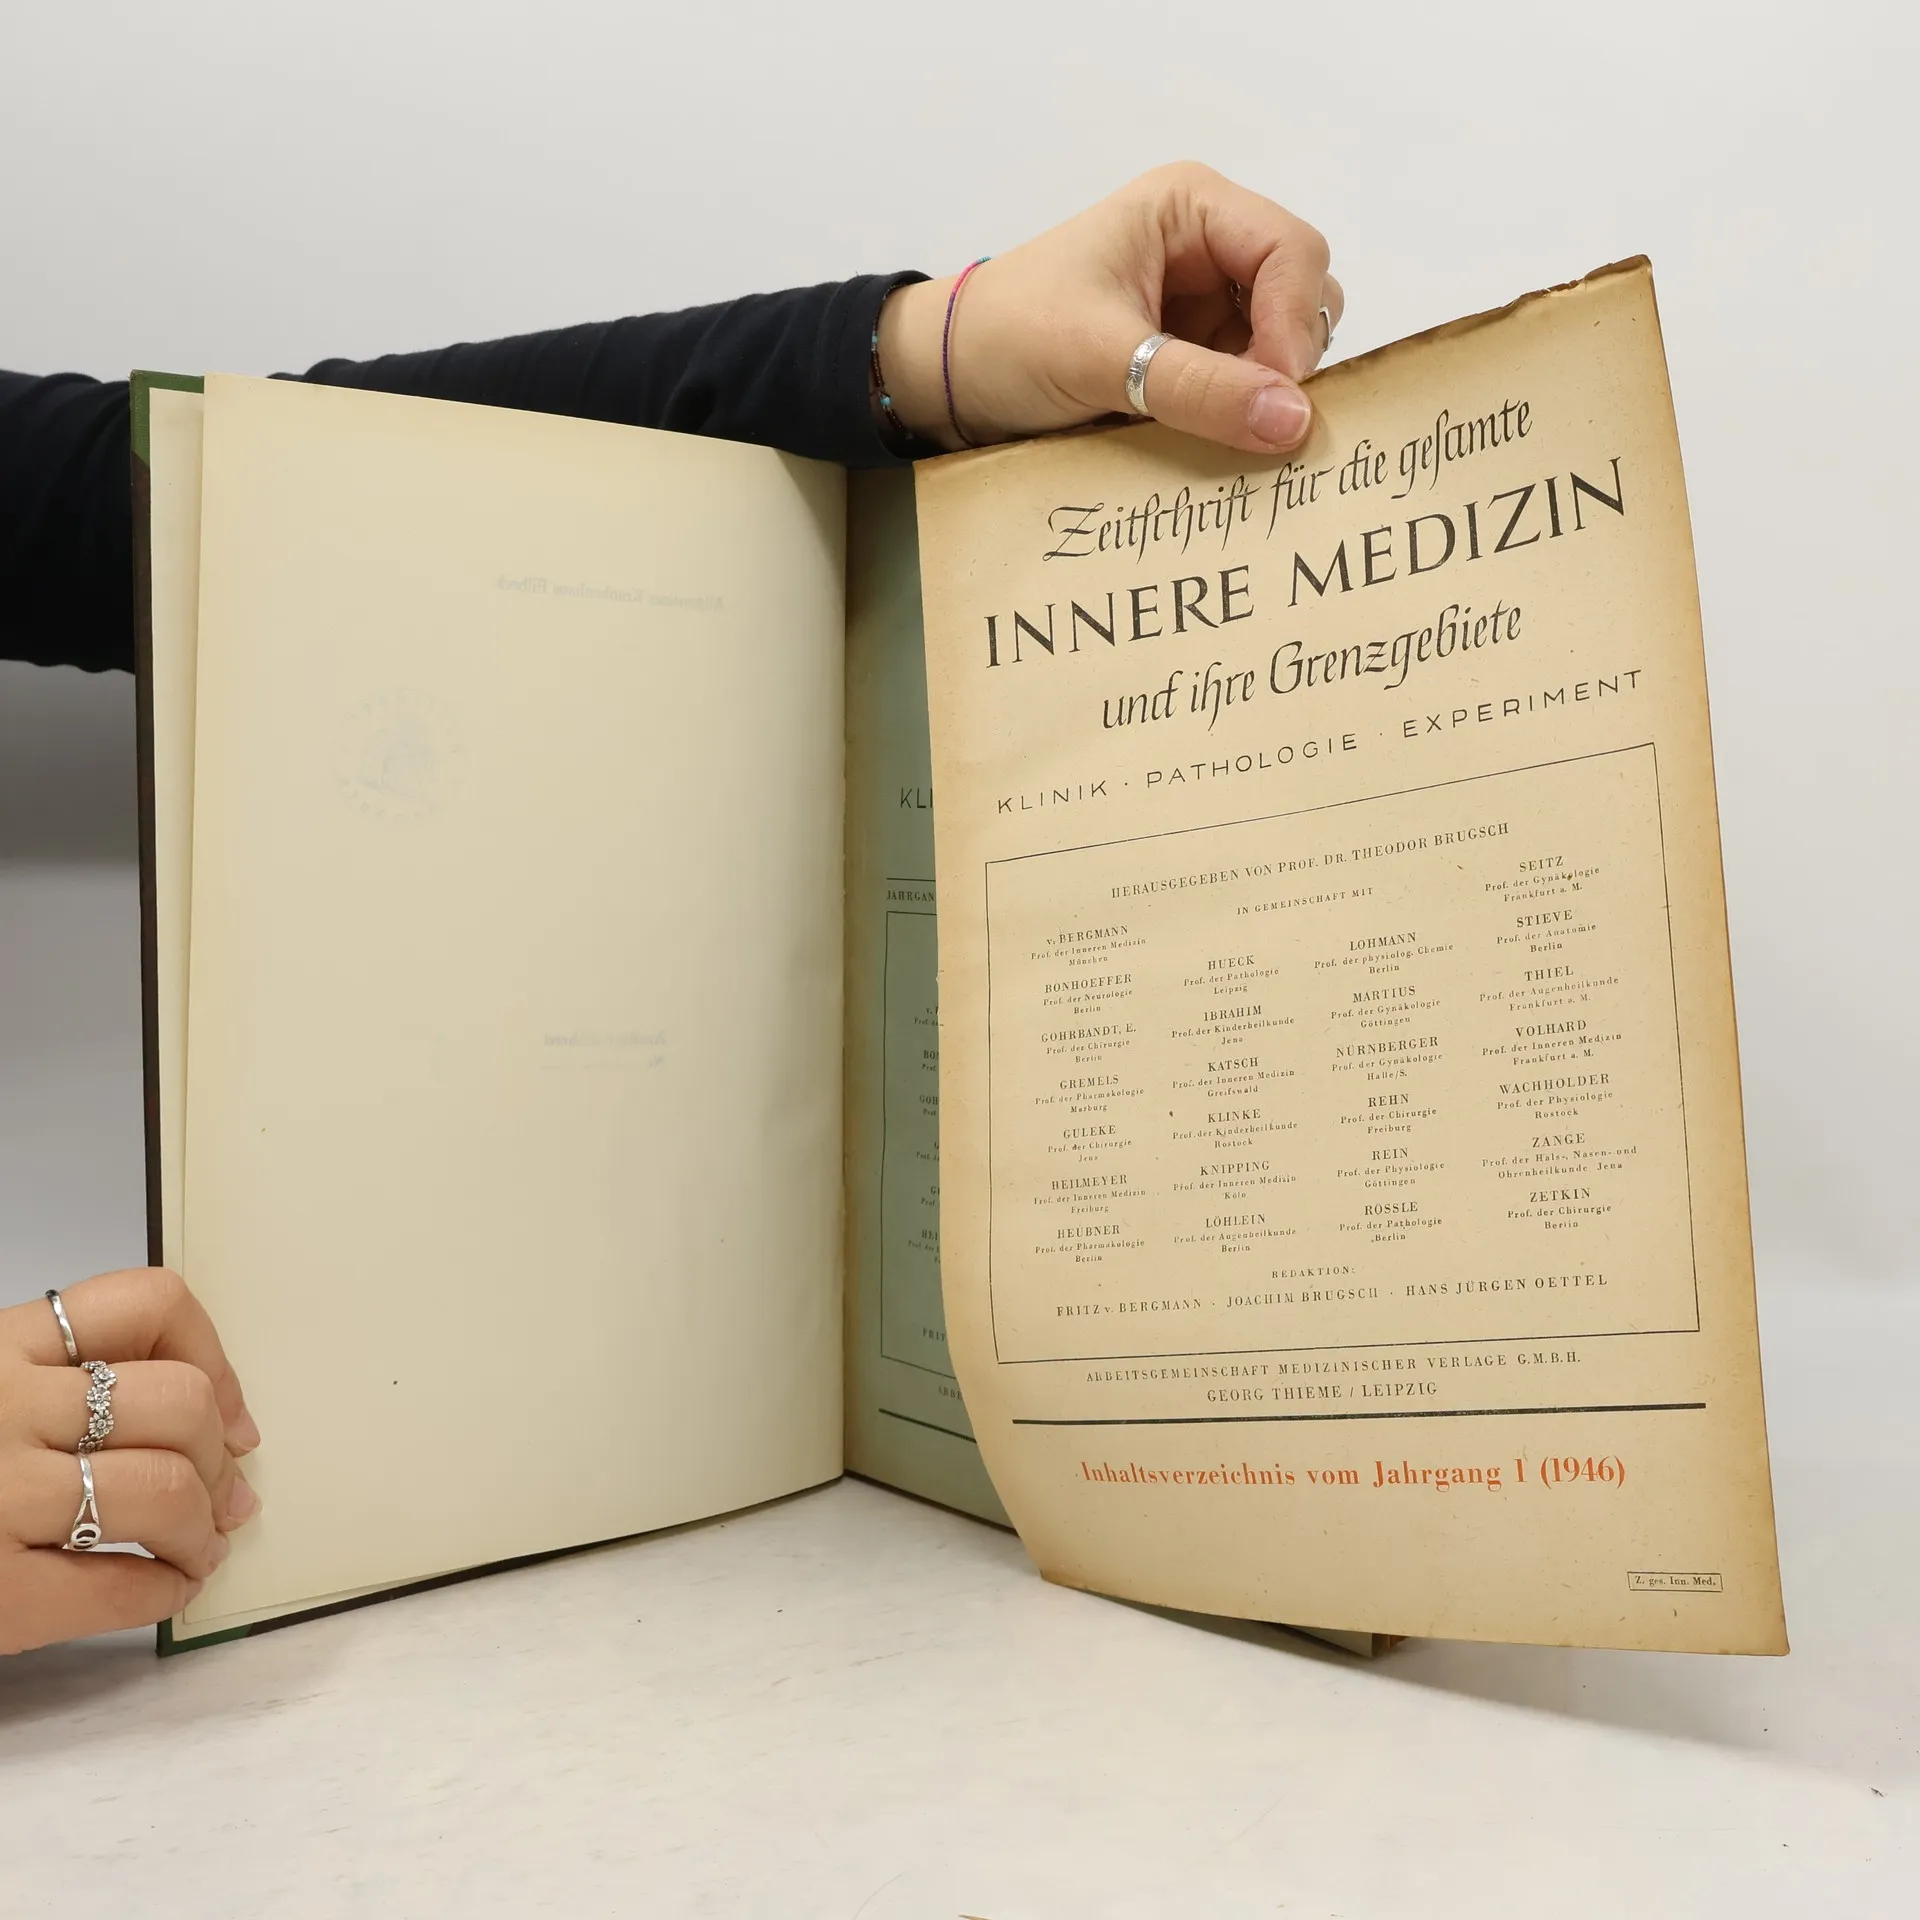 Zeitſchrift für die geſamte
INNERE MEDIZIN
und ihre Grenzgebiete
KLINIK · PATHOLOGIE · EXPERIMENT
HERAUSGEGEBEN VON PROF. DR. THEODOR BRUGSCH
IN GEMEINSCHAFT MIT
v. BERGMANN
Prof. der Inneren Medizin
München
BONHOEFFER
Prof. der Neurologie
Berlin
GOHRBANDT, E.
Prof. der Chirurgie
Berlin
GREMELS
Prof. der Pharmakologie
Marburg
GULEKE
Prof. der Chirurgie
Jena
HEILMEYER
Prof. der Inneren Medizin
Freiburg
HEUBNER
Prof. der Pharmakologie
Berlin
HUECK
Prof. der Pathologie
Leipzig
IBRAHIM
Prof. der Kinderheilkunde
Jena
KATSCH
Prof. der Inneren Medizin
Greifswald
KLINKE
Prof. der Kinderheilkunde
Rostock
KNIPPING
Prof. der Inneren Medizin
Köln
LÖHLEIN
Prof. der Augenheilkunde
Berlin
LOHMANN
Prof. der physiolog. Chemie
Berlin
MARTIUS
Prof. der Gynäkologie
Göttingen
NÜRNBERGER
Prof. der Gynäkologie
Halle/S.
REHN
Prof. der Chirurgie
Freiburg
REIN
Prof. der Physiologie
Göttingen
RÖSSLE
Prof. der Pathologie
Berlin
SEITZ
Prof. der Gynäkologie
Frankfurt a. M.
STIEVE
Prof. der Anatomie
Berlin
THIEL
Prof. der Augenheilkunde
Frankfurt a. M.
VOLHARD
Prof. der Inneren Medizin
Frankfurt a. M.
WACHHOLDER
Prof. der Physiologie
Rostock
ZANGE
Prof. der Hals-, Nasen- und
Ohrenheilkunde Jena
ZETKIN
Prof. der Chirurgie
Berlin
REDAKTION:
FRITZ v. BERGMANN · JOACHIM BRUGSCH · HANS JÜRGEN OETTEL
ARBEITSGEMEINSCHAFT MEDIZINISCHER VERLAGE G.M.B.H.
GEORG THIEME / LEIPZIG
Inhaltsverzeichnis vom Jahrgang 1 (1946)
Z. ges. Inn. Med.
KLI
JAHRGAN